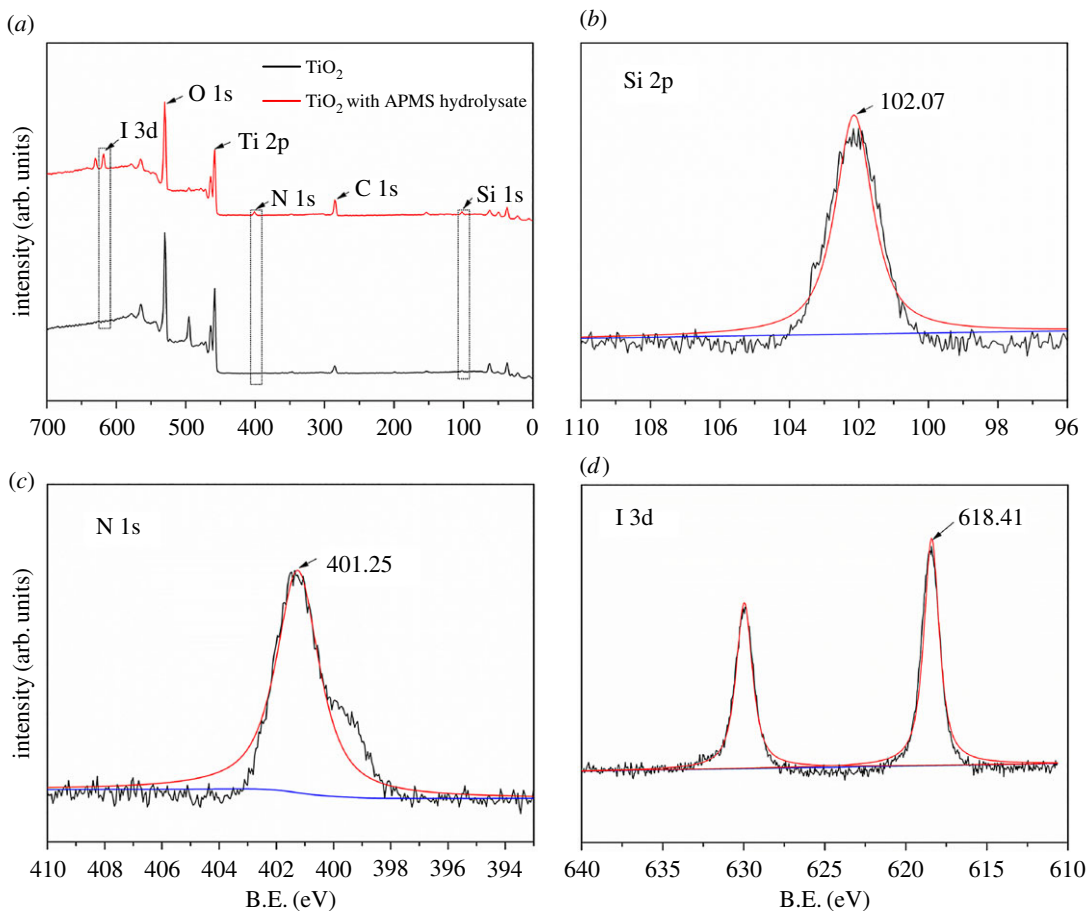 (a)
TiO2
TiO2 with APMS hydrolysate
O 1s
I 3d
Ti 2p
N 1s
C 1s
Si 1s
intensity (arb. units)
700 600 500 400 300 200 100 0
(b)
Si 2p
102.07
110 108 106 104 102 100 98 96
(c)
N 1s
401.25
intensity (arb. units)
410 408 406 404 402 400 398 396 394
B.E. (eV)
(d)
I 3d
618.41
640 635 630 625 620 615 610
B.E. (eV)